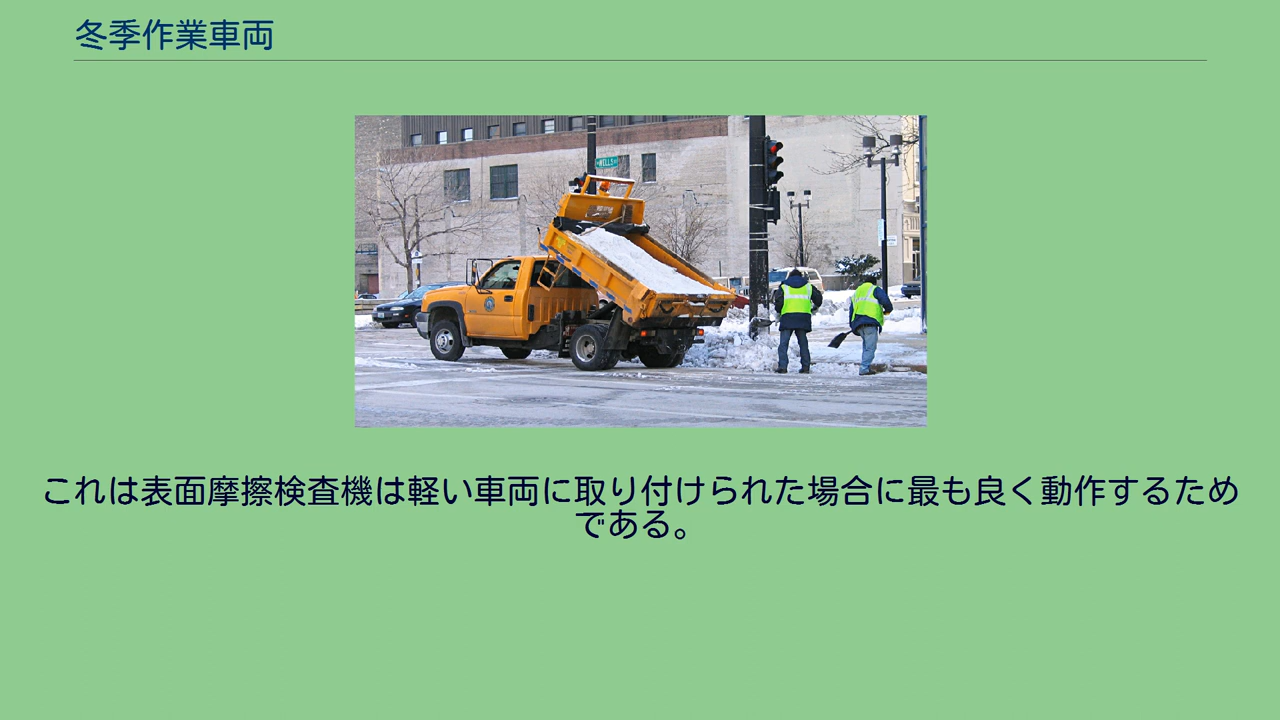 冬季作業車両
WELLS
これは表面摩擦検査機は軽い車両に取り付けられた場合に最も良く動作するため
である。